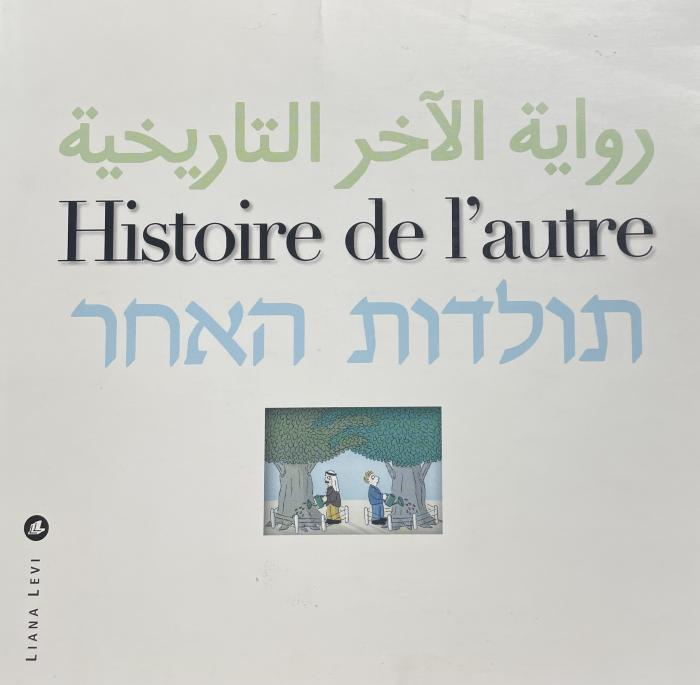 رواية الآخر التاريخية
Histoire de l'autre
תולדות האחר
LIANA LEVI